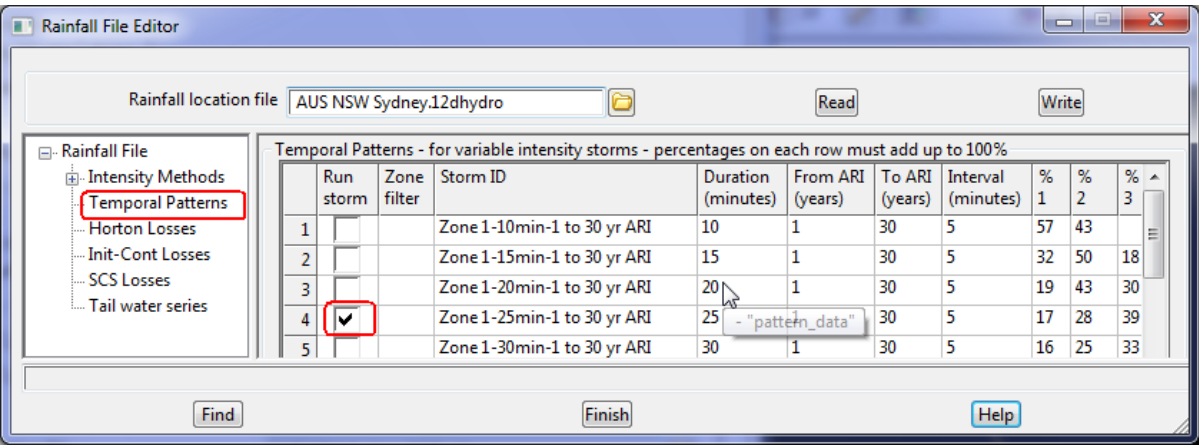 Rainfall File Editor
Rainfall location file AUS NSW Sydney.12dhydro Read Write
Rainfall File
Intensity Methods
Temporal Patterns
Horton Losses
Init-Cont Losses
SCS Losses
Tail water series
Temporal Patterns - for variable intensity storms - percentages on each row must add up to 100%
Run storm Zone filter Storm ID Duration (minutes) From ARI (years) To ARI (years) Interval (minutes) % 1 % 2 % 3
1 Zone 1-10min-1 to 30 yr ARI 10 1 30 5 57 43
2 Zone 1-15min-1 to 30 yr ARI 15 1 30 5 32 50 18
3 Zone 1-20min-1 to 30 yr ARI 20 1 30 5 19 43 30
4 Zone 1-25min-1 to 30 yr ARI 25 1 30 5 17 28 39
- "pattern_data"
5 Zone 1-30min-1 to 30 yr ARI 30 1 30 5 16 25 33
Find Finish Help